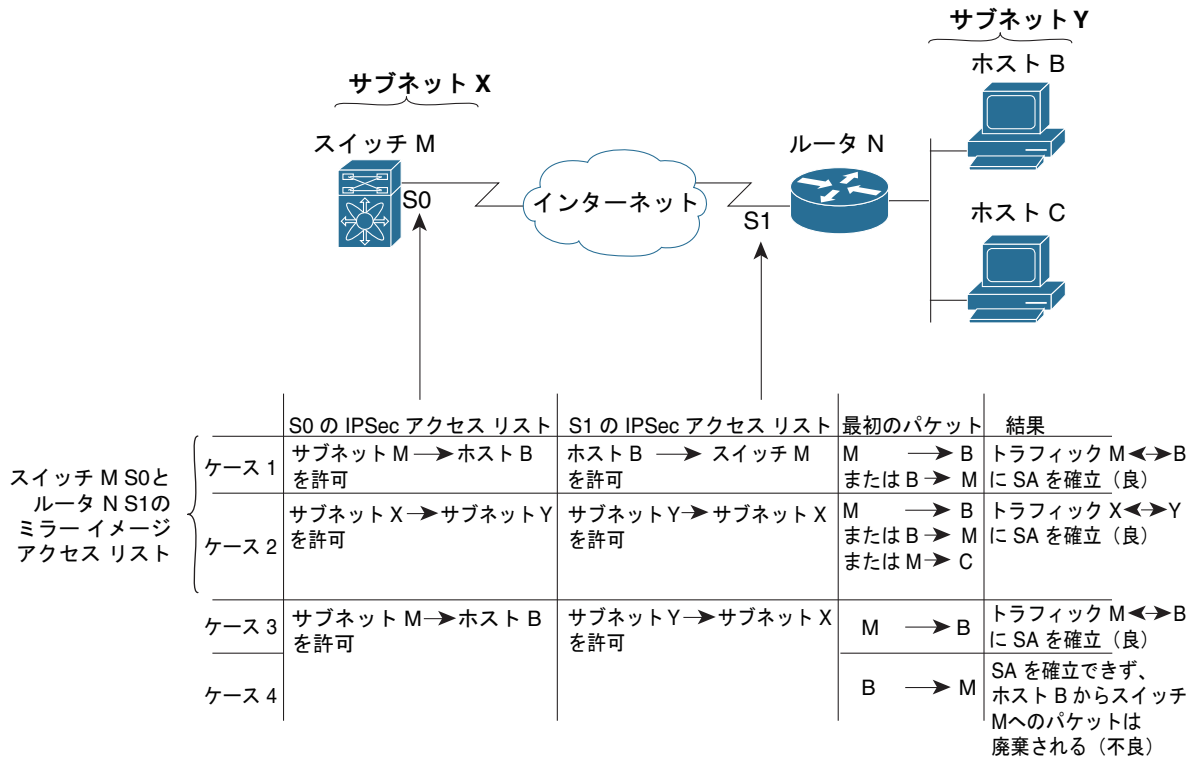 サブネット Y
ホスト B
サブネット X
スイッチ M
ルータ N
S0
インターネット
S1
ホスト C
S0 の IPSec アクセス リスト
S1 の IPSec アクセス リスト
最初のパケット
結果
スイッチ M S0と
ルータ N S1の
ミラー イメージ
アクセス リスト
ケース 1
サブネット M → ホスト B
を許可
ホスト B → スイッチ M
を許可
M → B
または B → M
トラフィック M ↔ B
に SA を確立(良)
ケース 2
サブネット X → サブネット Y
を許可
サブネット Y → サブネット X
を許可
M → B
または B → M
または M → C
トラフィック X ↔ Y
に SA を確立(良)
ケース 3
サブネット M → ホスト B
を許可
サブネット Y → サブネット X
を許可
M → B
トラフィック M ↔ B
に SA を確立(良)
ケース 4
B → M
SA を確立できず、
ホスト B からスイッチ
Mへのパケットは
廃棄される(不良)